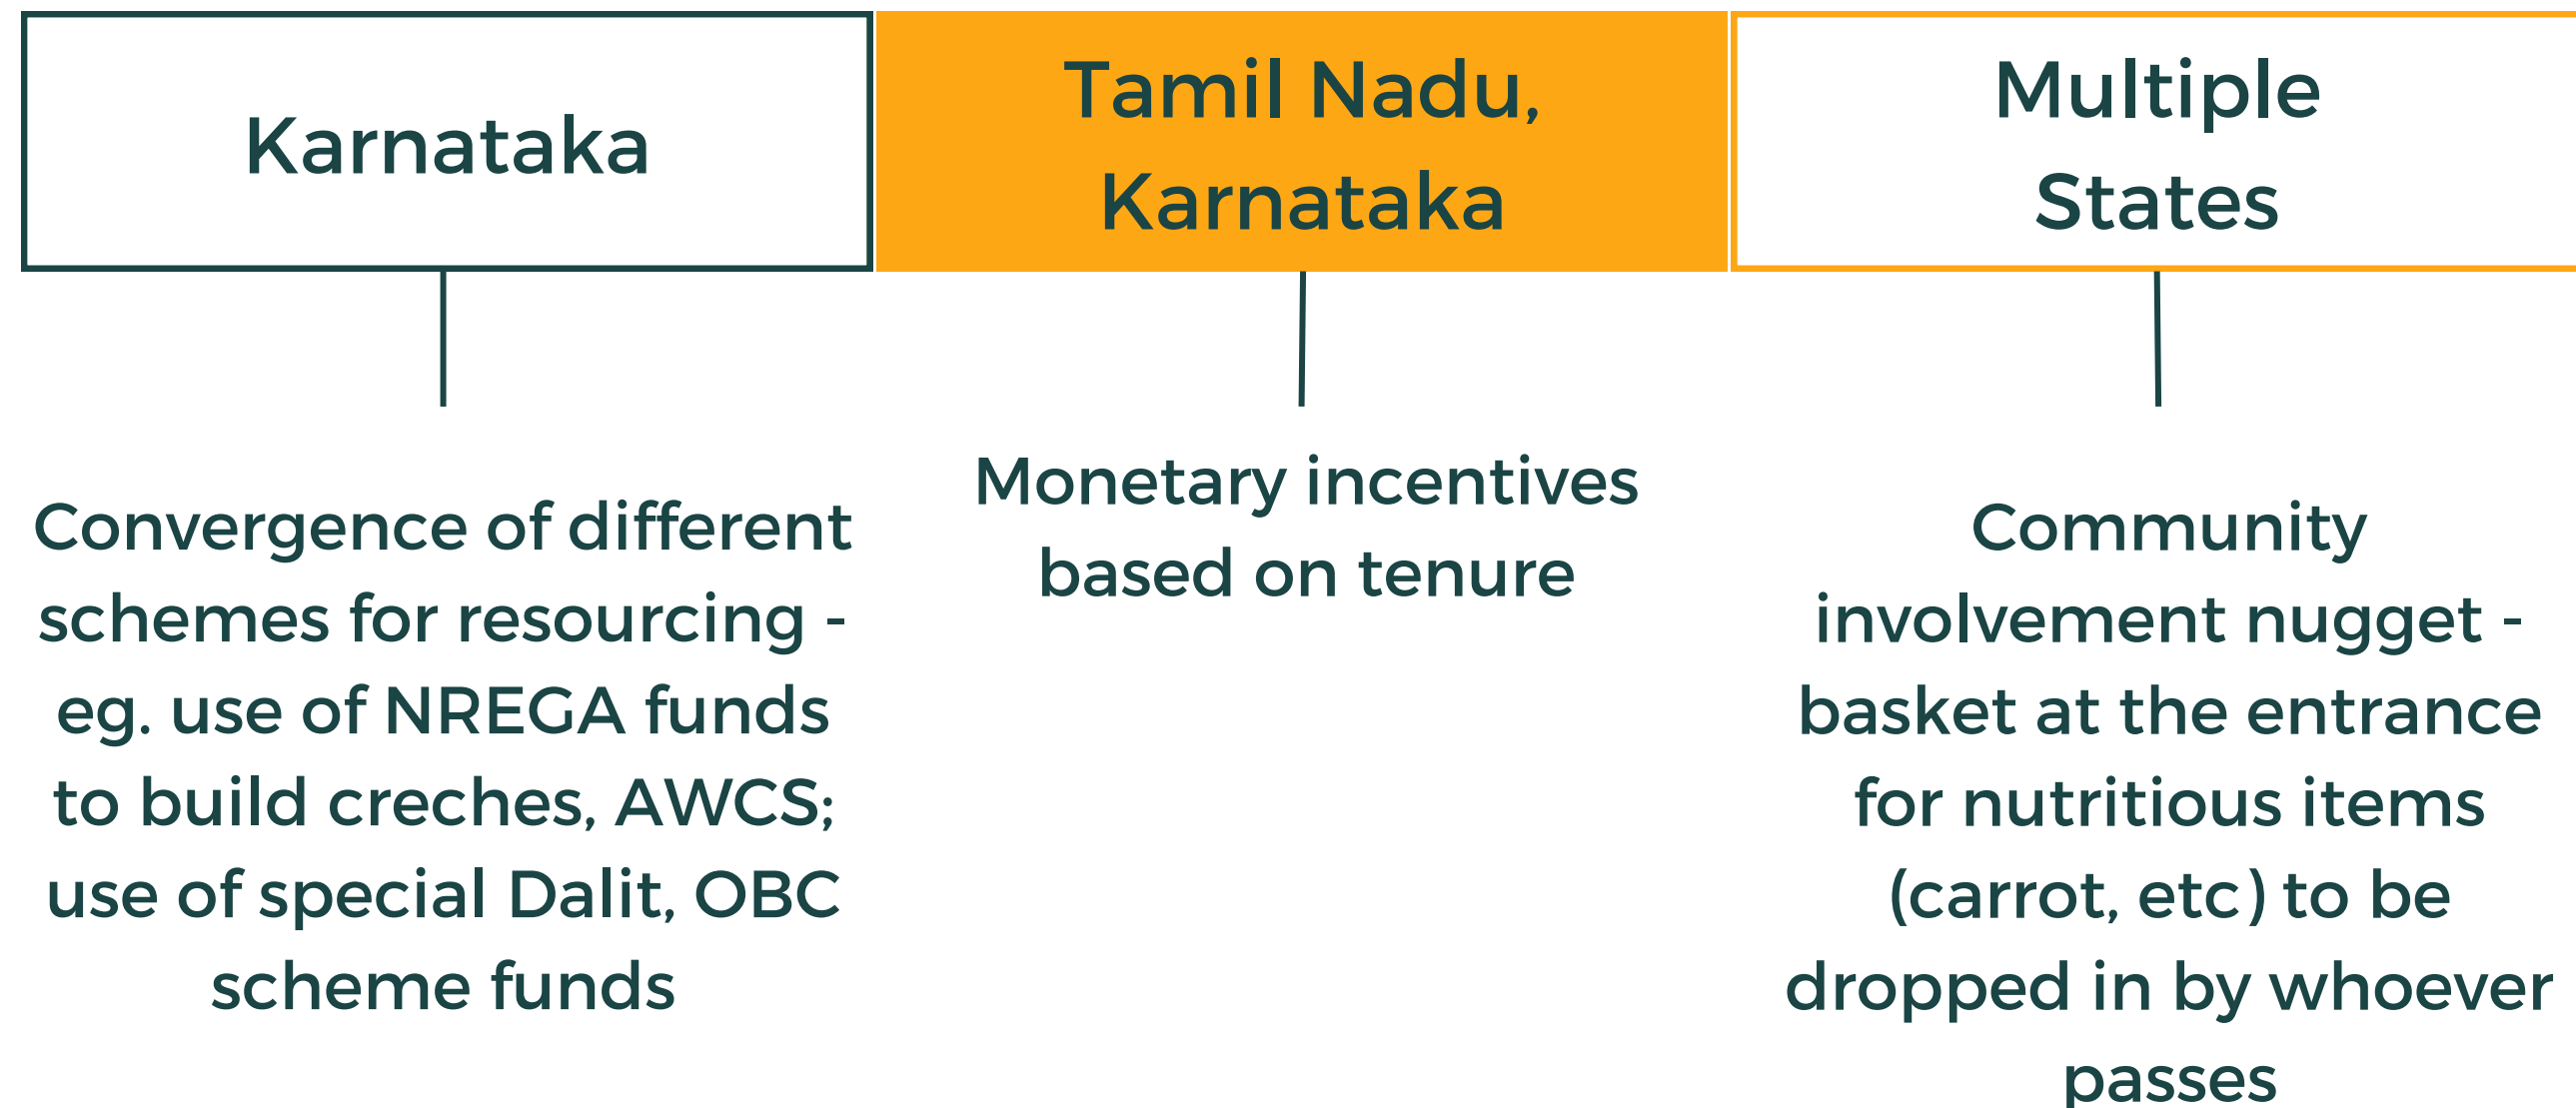 Karnataka
Tamil Nadu,
Karnataka
Multiple
States
Convergence of different
schemes for resourcing -
eg. use of NREGA funds
to build creches, AWCS;
use of special Dalit, OBC
scheme funds
Monetary incentives
based on tenure
Community
involvement nugget -
basket at the entrance
for nutritious items
(carrot, etc) to be
dropped in by whoever
passes